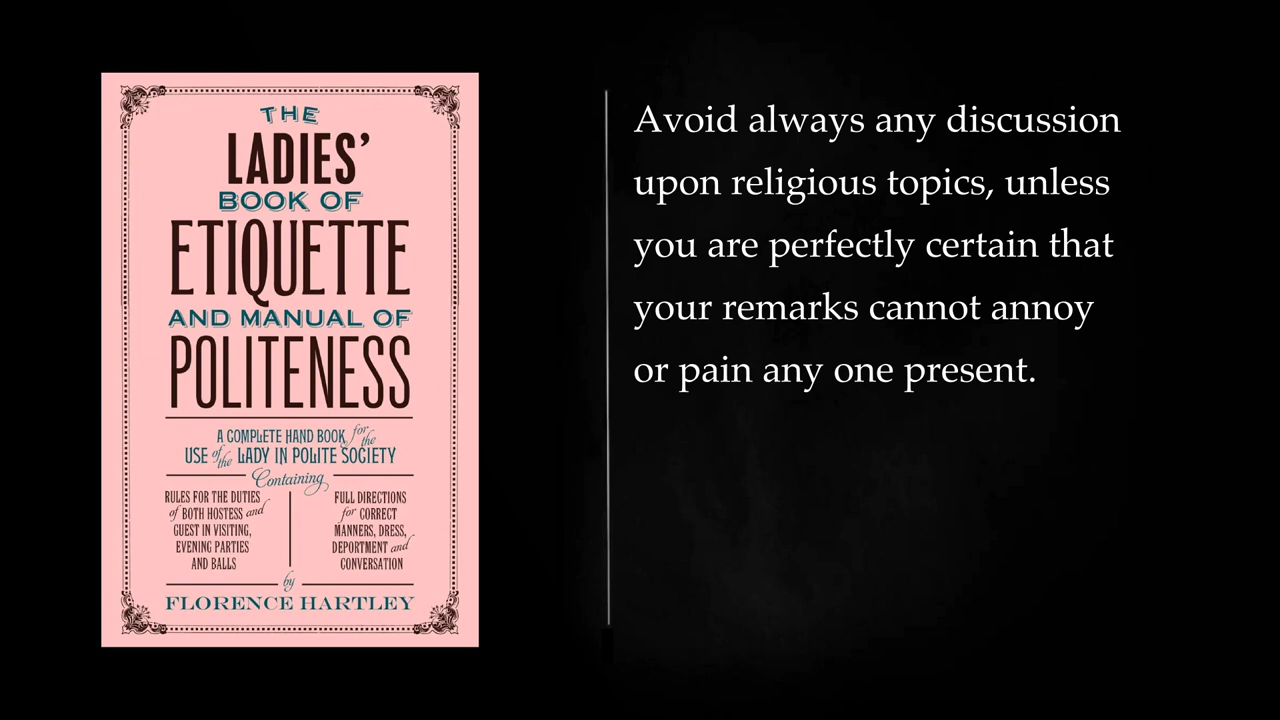 THE
LADIES'
BOOK OF
ETIQUETTE
AND MANUAL OF
POLITENESS
A COMPLETE HAND BOOK for the
USE of the LADY IN POLITE SOCIETY
Containing
RULES FOR THE DUTIES
of BOTH HOSTESS and
GUEST IN VISITING,
EVENING PARTIES
AND BALLS
FULL DIRECTIONS
for CORRECT
MANNERS, DRESS,
DEPORTMENT and
CONVERSATION
by
FLORENCE HARTLEY
Avoid always any discussion
upon religious topics, unless
you are perfectly certain that
your remarks cannot annoy
or pain any one present.